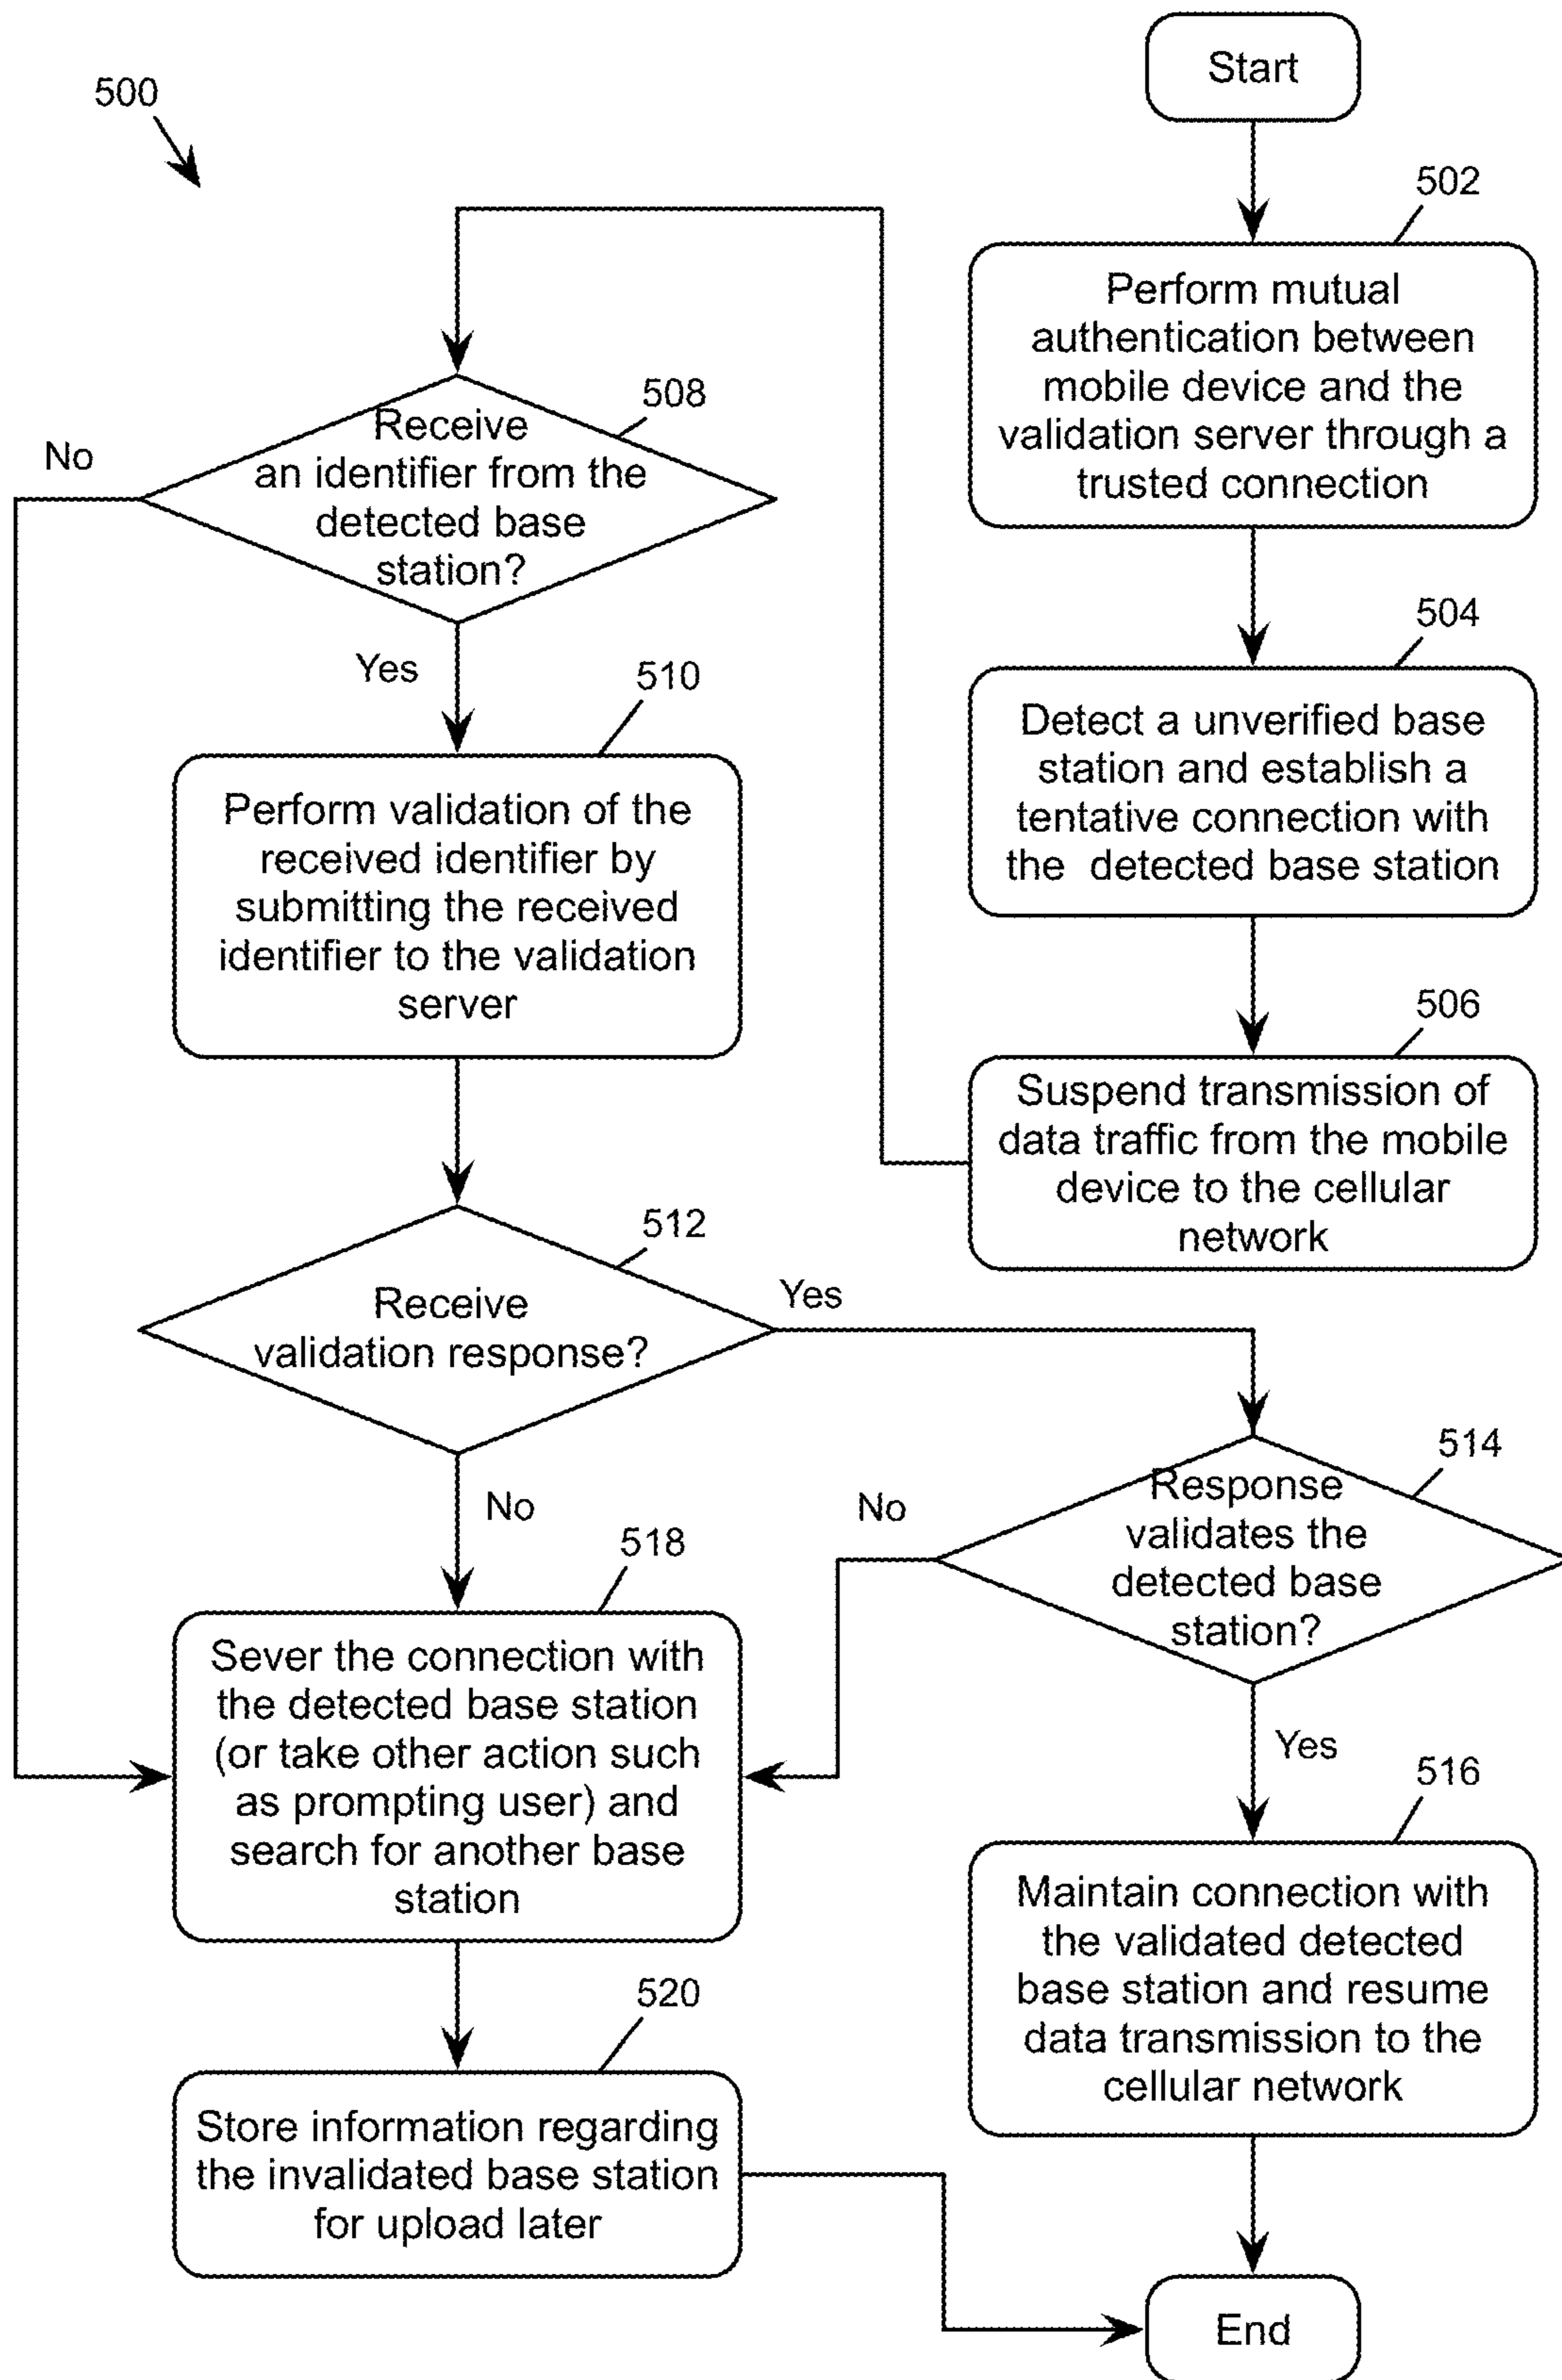 500
Start
502
Perform mutual
authentication between
mobile device and the
validation server through a
trusted connection
504
Detect a unverified base
station and establish a
tentative connection with
the detected base station
506
Suspend transmission of
data traffic from the mobile
device to the cellular
network
508
Receive
an identifier from the
detected base
station?
No
Yes
510
Perform validation of the
received identifier by
submitting the received
identifier to the validation
server
512
Receive
validation response?
Yes
No
514
Response
validates the
detected base
station?
No
Yes
516
Maintain connection with
the validated detected
base station and resume
data transmission to the
cellular network
518
Sever the connection with
the detected base station
(or take other action such
as prompting user) and
search for another base
station
520
Store information regarding
the invalidated base station
for upload later
End